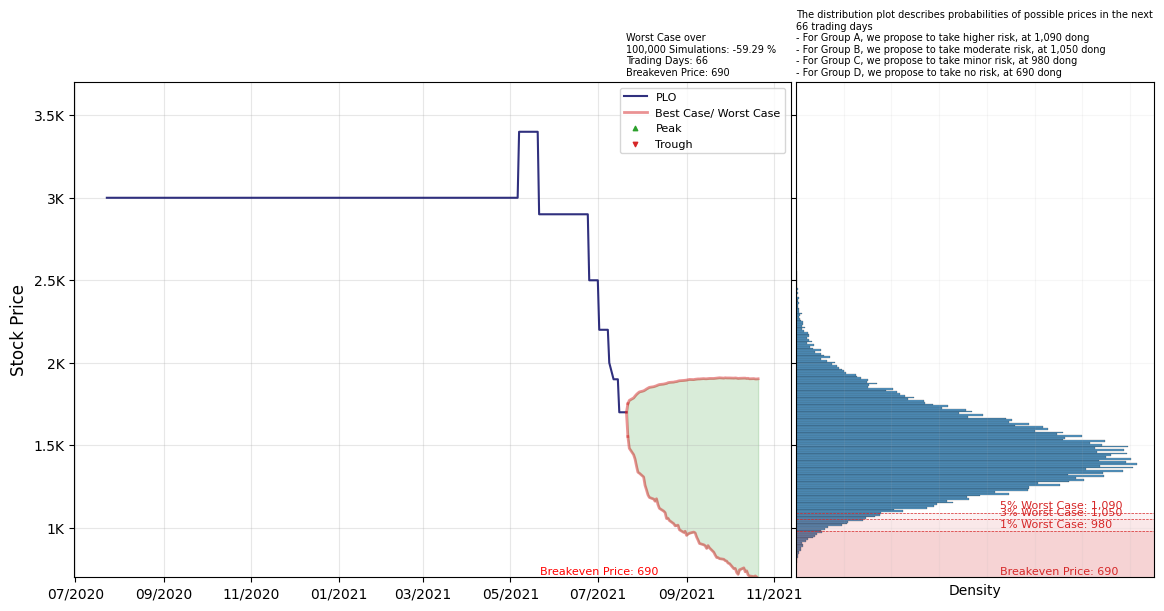 The distribution plot describes probabilities of possible prices in the next
66 trading days
- For Group A, we propose to take higher risk, at 1,090 dong
- For Group B, we propose to take moderate risk, at 1,050 dong
- For Group C, we propose to take minor risk, at 980 dong
- For Group D, we propose to take no risk, at 690 dong
Worst Case over
100,000 Simulations: -59.29 %
Trading Days: 66
Breakeven Price: 690
PLO
Best Case/ Worst Case
Peak
Trough
Stock Price
3.5K
3K
2.5K
2K
1.5K
1K
Breakeven Price: 690
07/2020
09/2020
11/2020
01/2021
03/2021
05/2021
07/2021
09/2021
11/2021
5% Worst Case: 1,090
3% Worst Case: 1,050
1% Worst Case: 980
Breakeven Price: 690
Density